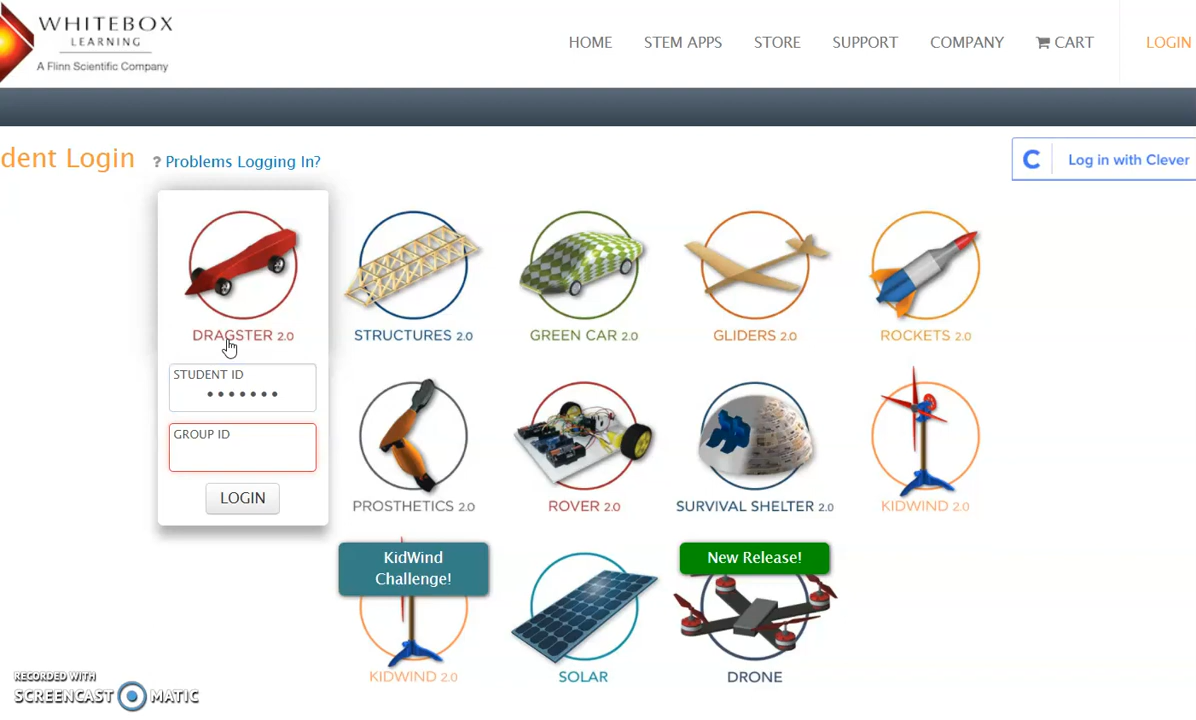 WHITEBOX
LEARNING
A Flinn Scientific Company
HOME STEM APPS STORE SUPPORT COMPANY CART LOGIN
dent Login ? Problems Logging In?
C Log in with Clever
DRAGSTER 2.0
STRUCTURES 2.0
GREEN CAR 2.0
GLIDERS 2.0
ROCKETS 2.0
STUDENT ID
•••••••
GROUP ID
LOGIN
PROSTHETICS 2.0
ROVER 2.0
SURVIVAL SHELTER 2.0
KIDWIND 2.0
KidWind
Challenge!
New Release!
KIDWIND 2.0
SOLAR
DRONE
RECORDED WITH
SCREENCAST MATIC